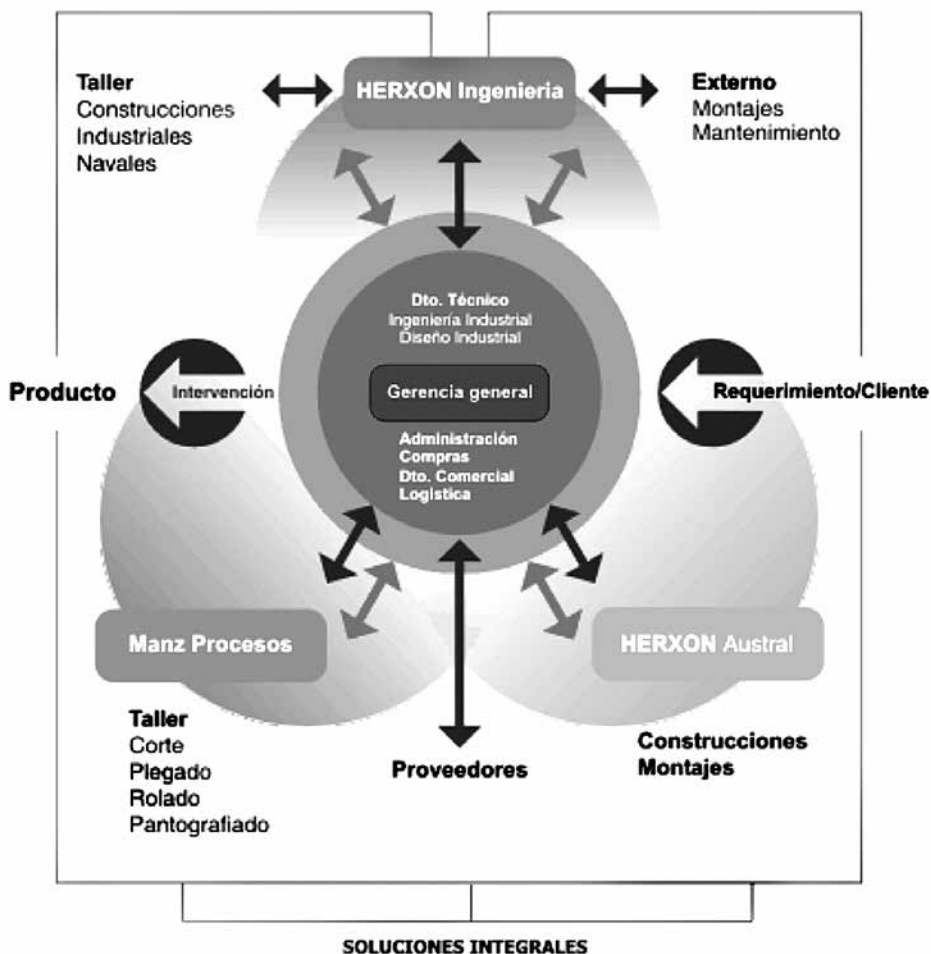 Taller
Construcciones
Industriales
Navales
HERXON Ingenieria
Externo
Montajes
Mantenimiento
Dto. Técnico
Ingeniería Industrial
Diseño Industrial
Gerencia general
Administración
Compras
Dto. Comercial
Logística
Producto
Intervención
Requerimiento/Cliente
Manz Procesos
HERXON Austral
Taller
Corte
Plegado
Rolado
Pantografiado
Proveedores
Construcciones
Montajes
SOLUCIONES INTEGRALES